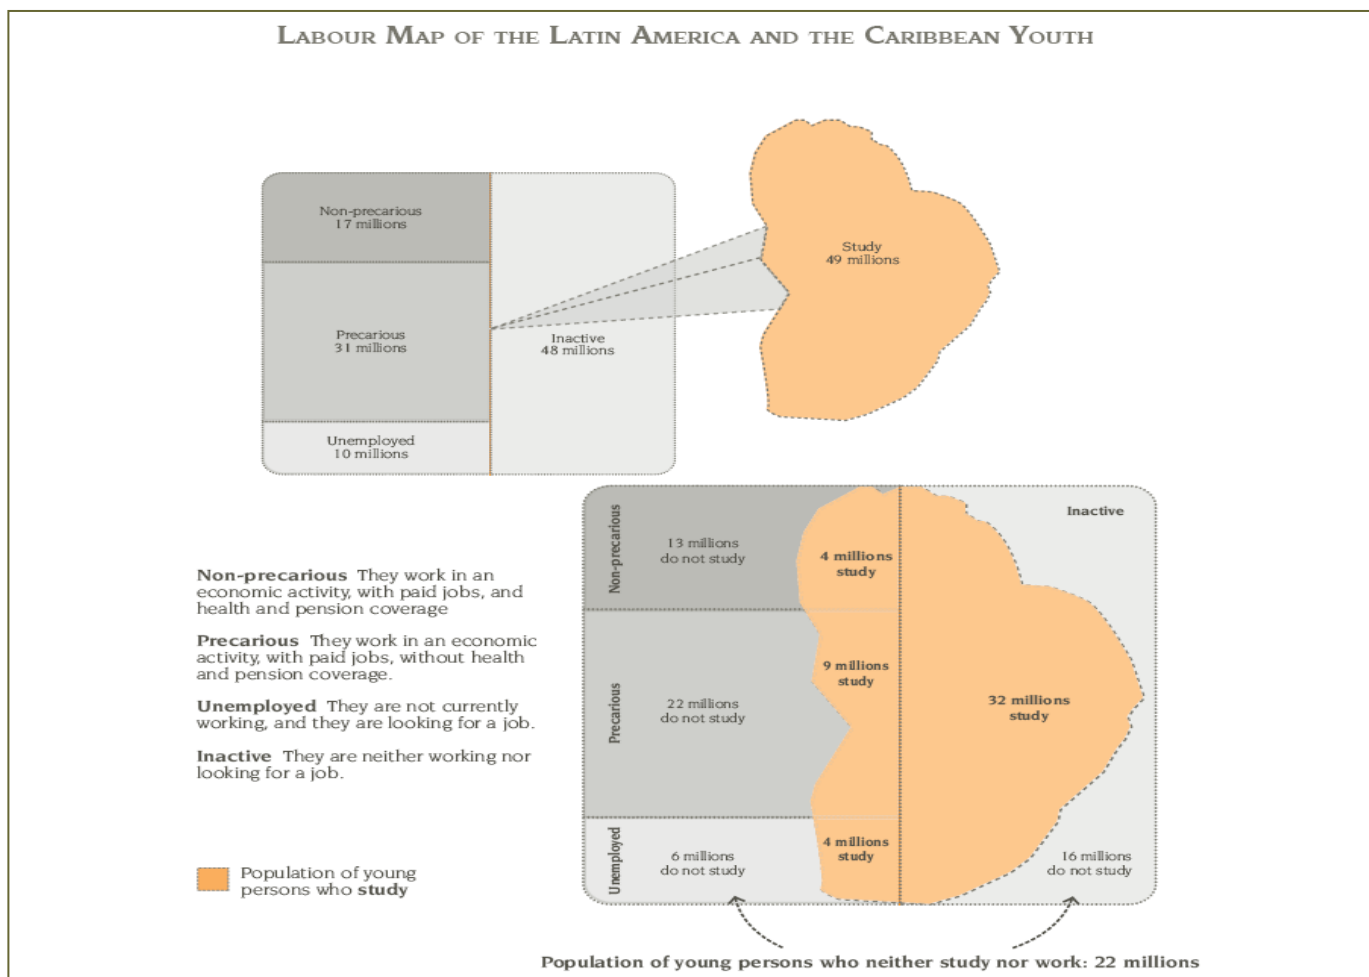 LABOUR MAP OF THE LATIN AMERICA AND THE CARIBBEAN YOUTH
Non-precarious
17 millions
Precarious
31 millions
Unemployed
10 millions
Inactive
48 millions
Study
49 millions
Non-precarious
13 millions
do not study
4 millions
study
Inactive
Precarious
22 millions
do not study
9 millions
study
32 millions
study
Unemployed
6 millions
do not study
4 millions
study
16 millions
do not study
Non-precarious They work in an
economic activity, with paid jobs, and
health and pension coverage
Precarious They work in an economic
activity, with paid jobs, without health
and pension coverage.
Unemployed They are not currently
working, and they are looking for a job.
Inactive They are neither working nor
looking for a job.
Population of young
persons who study
Population of young persons who neither study nor work: 22 millions